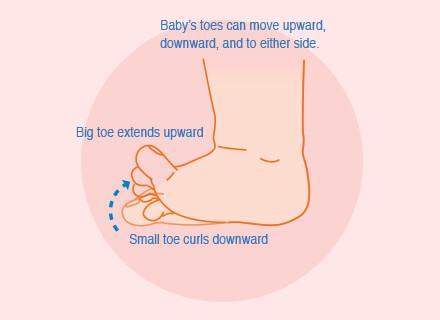 Baby's toes can move upward,
downward, and to either side.
Big toe extends upward
Small toe curls downward